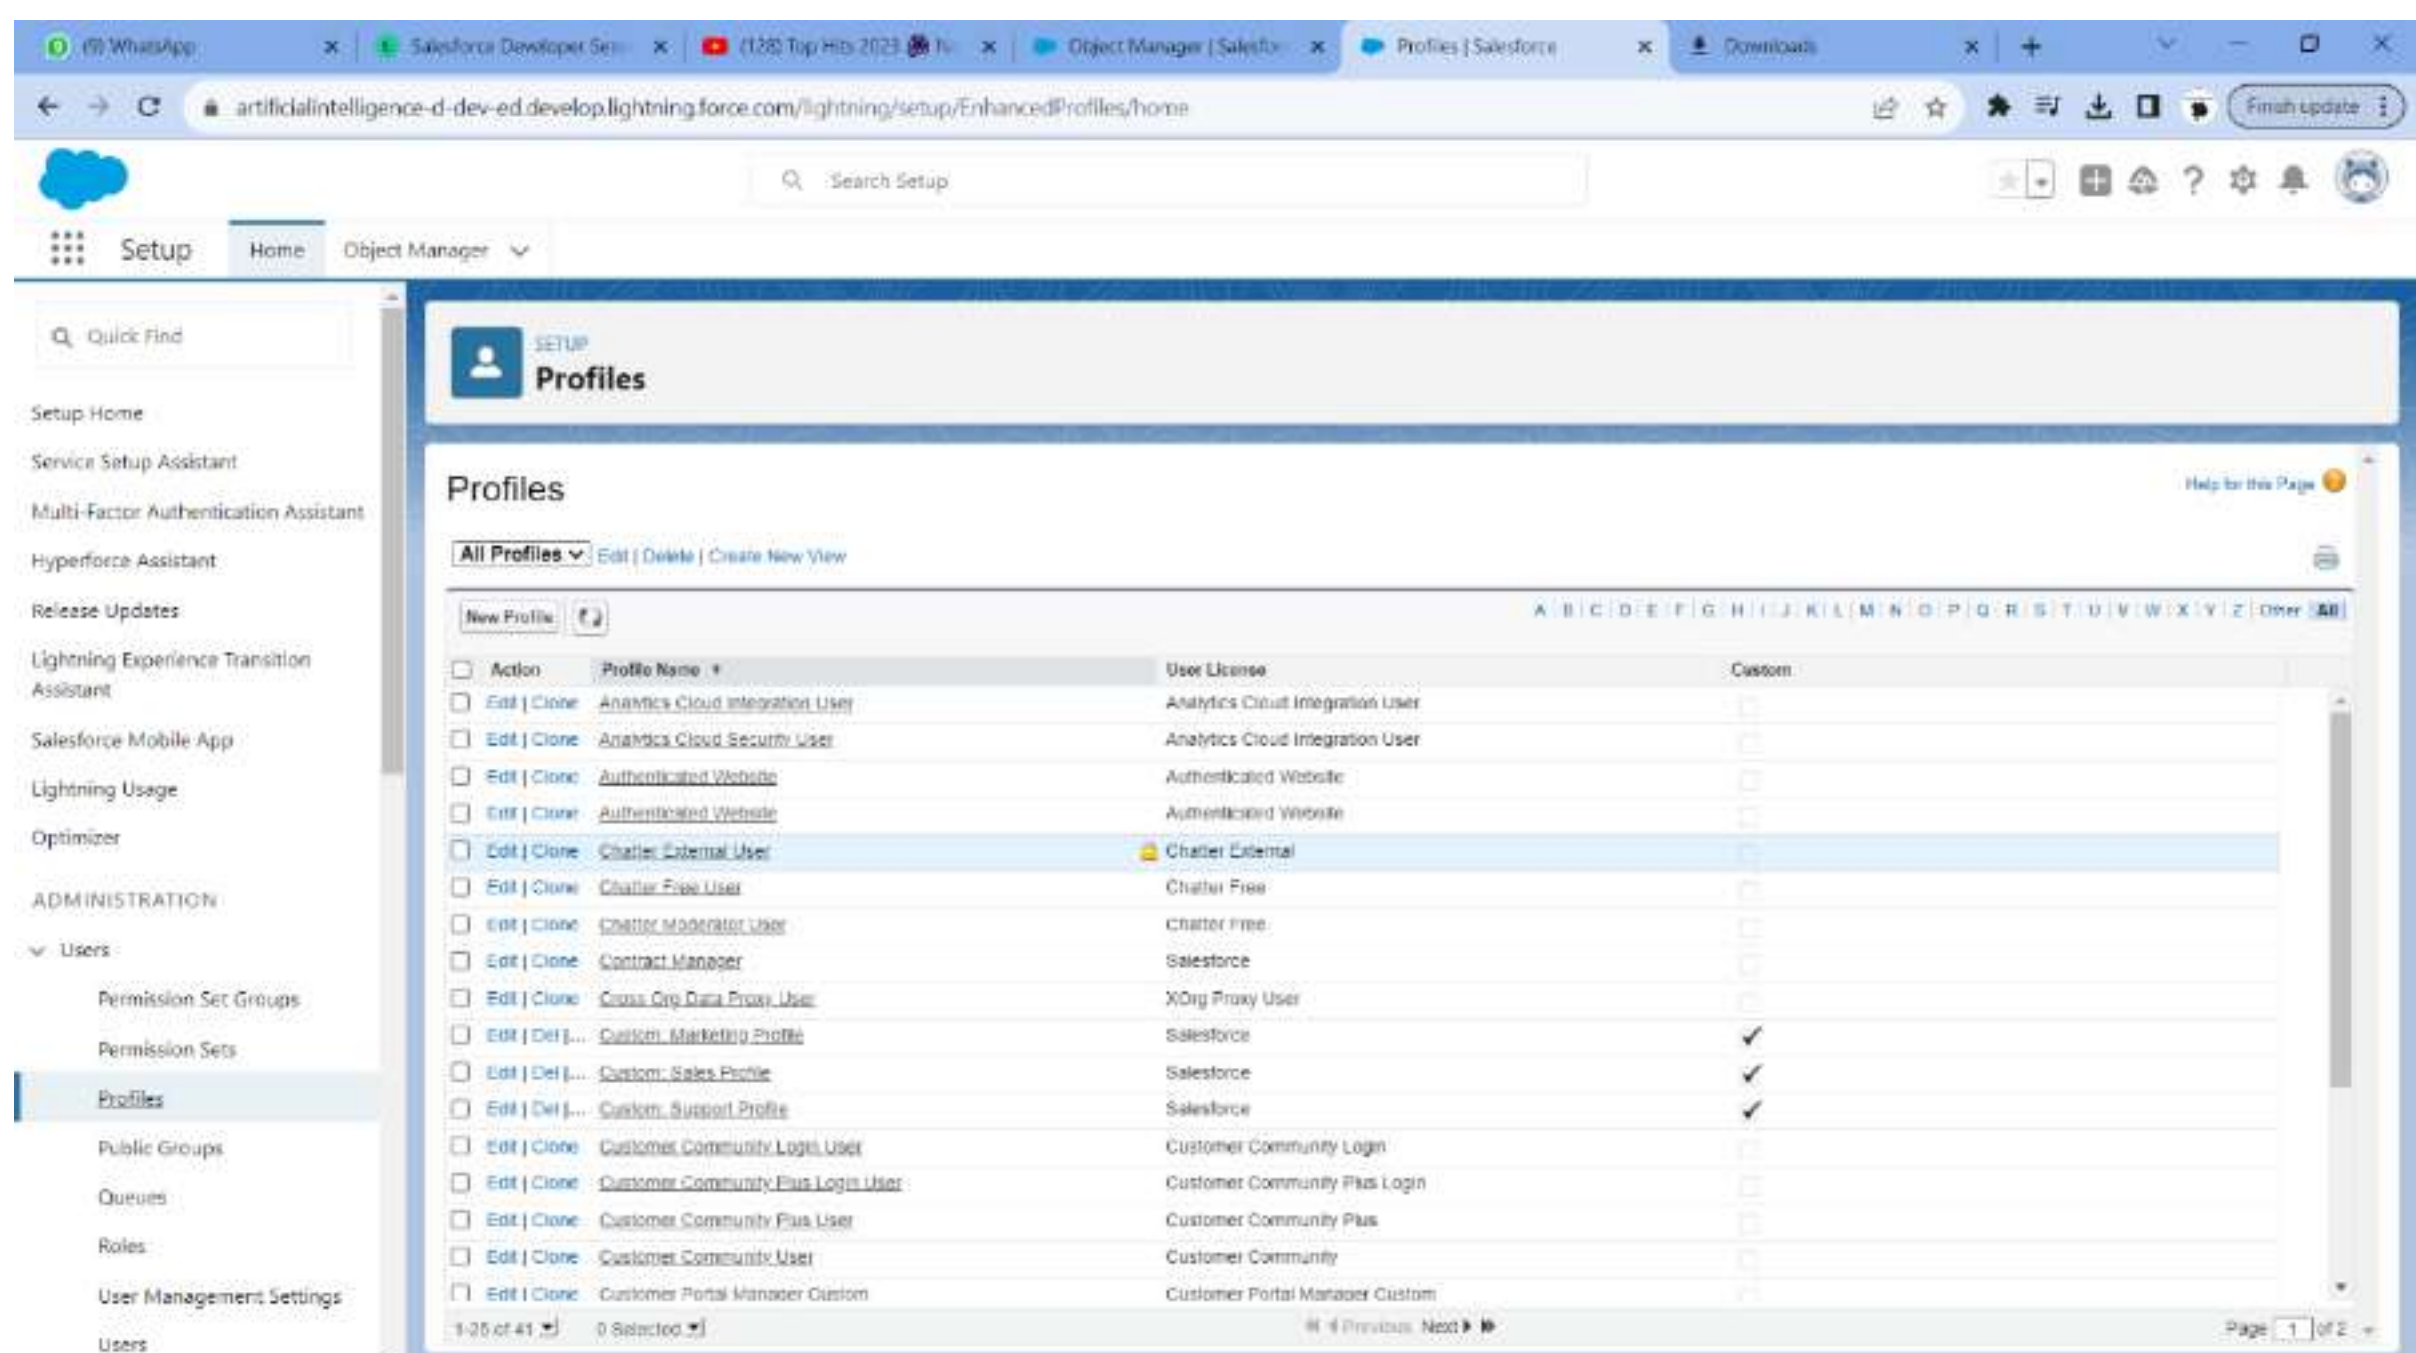 (9) WhatsApp
Salesforce Developer
(128) Top Hits 2023
Object Manager | Salesfo
Profiles | Salesforce
Downloads
artificialintelligence-d-dev-ed.develop.lightning.force.com/lightning/setup/EnhancedProfiles/home
Finish update
Search Setup
Setup
Home
Object Manager
Quick Find
Setup Home
Service Setup Assistant
Multi-Factor Authentication Assistant
Hyperforce Assistant
Release Updates
Lightning Experience Transition
Assistant
Salesforce Mobile App
Lightning Usage
Optimizer
ADMINISTRATION
Users
Permission Set Groups
Permission Sets
Profiles
Public Groups
Queues
Roles
User Management Settings
Users
SETUP
Profiles
Profiles
Help for this Page
All Profiles Edit | Delete | Create New View
New Profile
A | B | C | D | E | F | G | H | I | J | K | L | M | N | O | P | Q | R | S | T | U | V | W | X | Y | Z | Other | All
Action Profile Name User License Custom
Edit | Clone Analytics Cloud Integration User Analytics Cloud Integration User
Edit | Clone Analytics Cloud Security User Analytics Cloud Integration User
Edit | Clone Authenticated Website Authenticated Website
Edit | Clone Authenticated Website Authenticated Website
Edit | Clone Chatter External User Chatter External
Edit | Clone Chatter Free User Chatter Free
Edit | Clone Chatter Moderator User Chatter Free
Edit | Clone Contract Manager Salesforce
Edit | Clone Cross Org Data Proxy User XOrg Proxy User
Edit | Del |... Custom: Marketing Profile Salesforce ✓
Edit | Del |... Custom: Sales Profile Salesforce ✓
Edit | Del |... Custom: Support Profile Salesforce ✓
Edit | Clone Customer Community Login User Customer Community Login
Edit | Clone Customer Community Plus Login User Customer Community Plus Login
Edit | Clone Customer Community Plus User Customer Community Plus
Edit | Clone Customer Community User Customer Community
Edit | Clone Customer Portal Manager Custom Customer Portal Manager Custom
1-25 of 41 0 Selected Previous Next Page 1 of 2